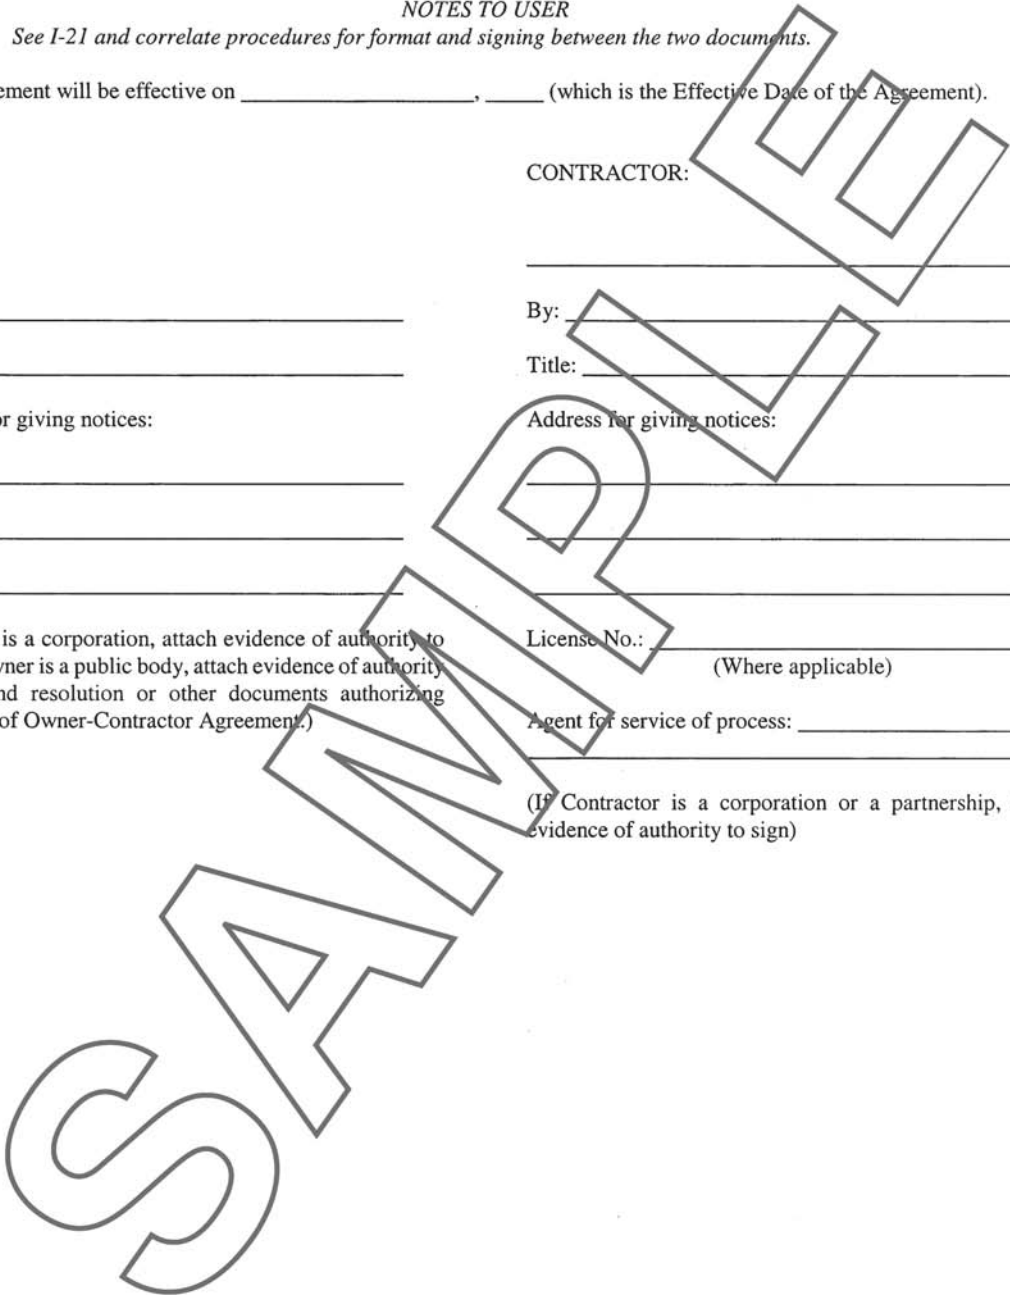 NOTES TO USER
See I-21 and correlate procedures for format and signing between the two documents.
ement will be effective on ____________, ____ (which is the Effective Date of the Agreement).
CONTRACTOR:
By:
Title:
r giving notices:
Address for giving notices:
is a corporation, attach evidence of authority to
ner is a public body, attach evidence of authority
nd resolution or other documents authorizing
of Owner-Contractor Agreement.)
License No.:
(Where applicable)
Agent for service of process:
(If Contractor is a corporation or a partnership,
evidence of authority to sign)
SAMPLE